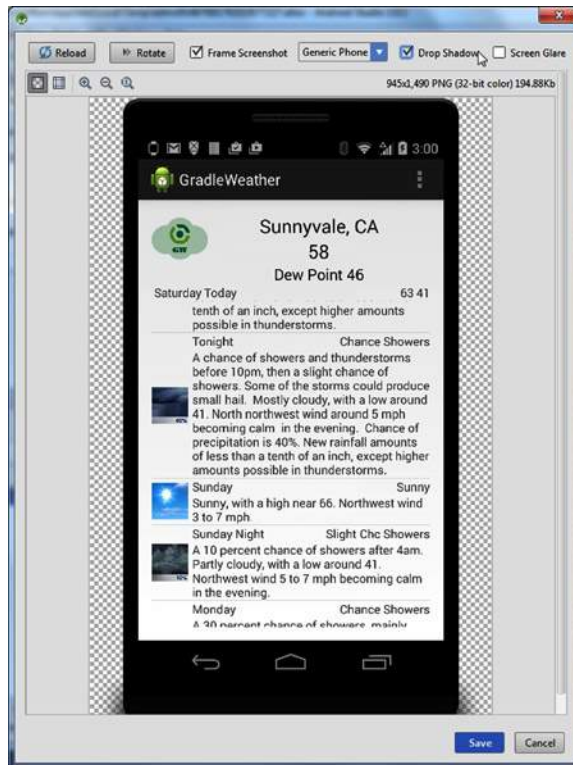 Reload
Rotate
Frame Screenshot
Generic Phone
Drop Shadow
Screen Glare
945x1,490 PNG (32-bit color) 194.88Kb
3:00
GradleWeather
Sunnyvale, CA
58
Dew Point 46
Saturday Today 63 41
tenth of an inch, except higher amounts
possible in thunderstorms.
Tonight Chance Showers
A chance of showers and thunderstorms
before 10pm, then a slight chance of
showers. Some of the storms could produce
small hail. Mostly cloudy, with a low around
41. North northwest wind around 5 mph
becoming calm in the evening. Chance of
precipitation is 40%. New rainfall amounts
of less than a tenth of an inch, except higher
amounts possible in thunderstorms.
Sunday Sunny
Sunny, with a high near 66. Northwest wind
3 to 7 mph.
Sunday Night Slight Chc Showers
A 10 percent chance of showers after 4am.
Partly cloudy, with a low around 41.
Northwest wind 5 to 7 mph becoming calm
in the evening.
Monday Chance Showers
A 30 percent chance of showers, mainly
Save
Cancel